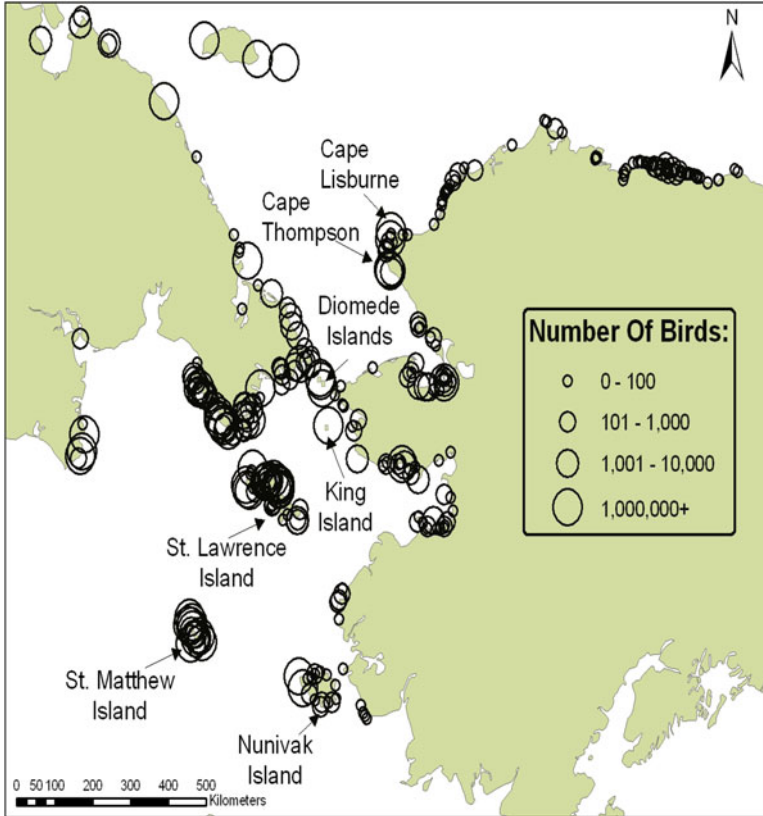 N
Cape
Lisburne
Cape
Thompson
Diomede
Islands
Number Of Birds:
0 - 100
101 - 1,000
1,001 - 10,000
1,000,000+
King
Island
St. Lawrence
Island
St. Matthew
Island
Nunivak
Island
0 50 100 200 300 400 500
Kilometers